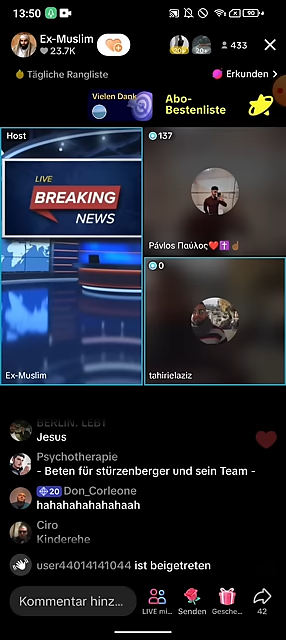 13:50
Ex-Muslim
23.7K
433
Tägliche Rangliste
Erkunden >
Vielen Dank
Abo-
Bestenliste
Host
137
LIVE
BREAKING
NEWS
Ex-Muslim
Pávlos Παύλος❤️✝️☝️
0
tahirielaziz
BERLIN. LEBT
Jesus
Psychotherapie
- Beten für stürzenberger und sein Team -
20 Don_Corleone
hahahahahahahaah
Ciro
Kinderehe
user44014141044 ist beigetreten
Kommentar hinz...
LIVE mi...
Senden
Gesche...
42